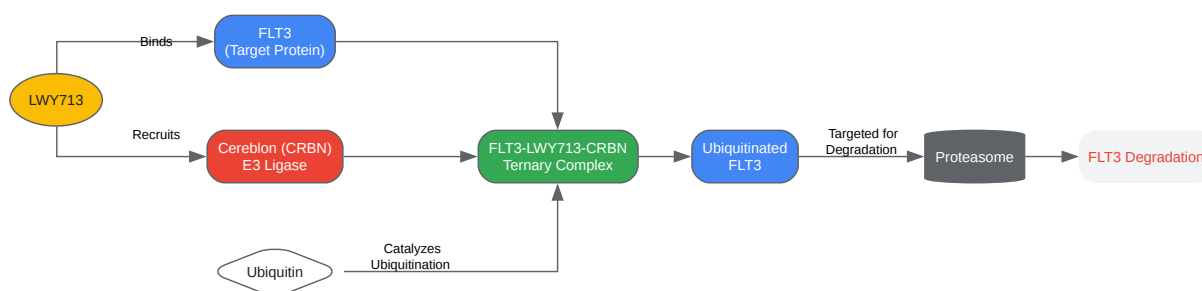 FLT3
(Target Protein)
Binds
LWY713
Recruits
Cereblon (CRBN)
E3 Ligase
FLT3-LWY713-CRBN
Ternary Complex
Ubiquitinated
FLT3
Targeted for
Degradation
Proteasome
FLT3 Degradation
Catalyzes
Ubiquitination
Ubiquitin